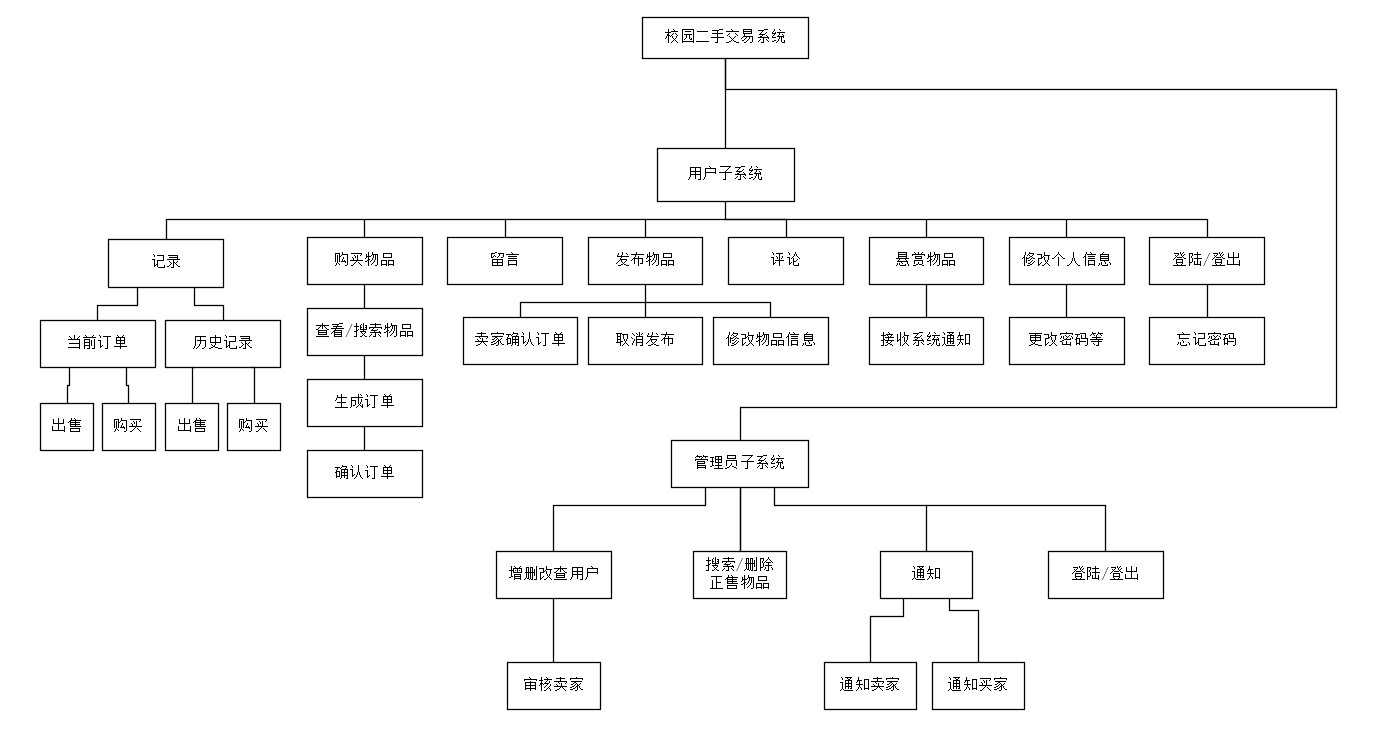 校园二手交易系统
用户子系统
记录
购买物品
留言
发布物品
评论
悬赏物品
修改个人信息
登陆/登出
当前订单
历史记录
查看/搜索物品
卖家确认订单
取消发布
修改物品信息
接收系统通知
更改密码等
忘记密码
出售
购买
出售
购买
生成订单
确认订单
管理员子系统
增删改查用户
搜索/删除
正售物品
通知
登陆/登出
审核卖家
通知卖家
通知买家